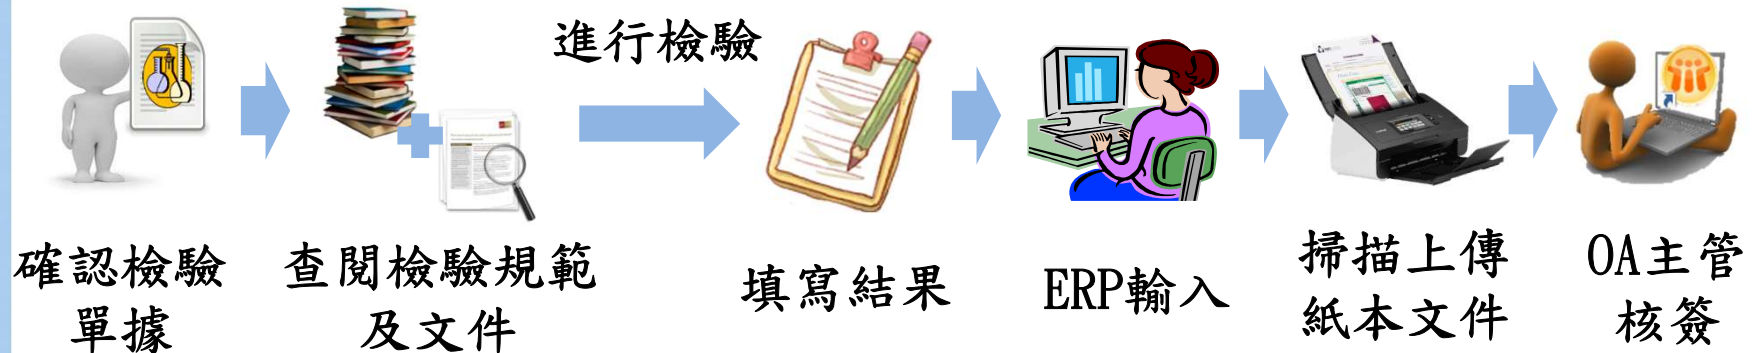 進行檢驗
確認檢驗
單據
查閱檢驗規範
及文件
填寫結果
ERP輸入
掃描上傳
紙本文件
OA主管
核簽